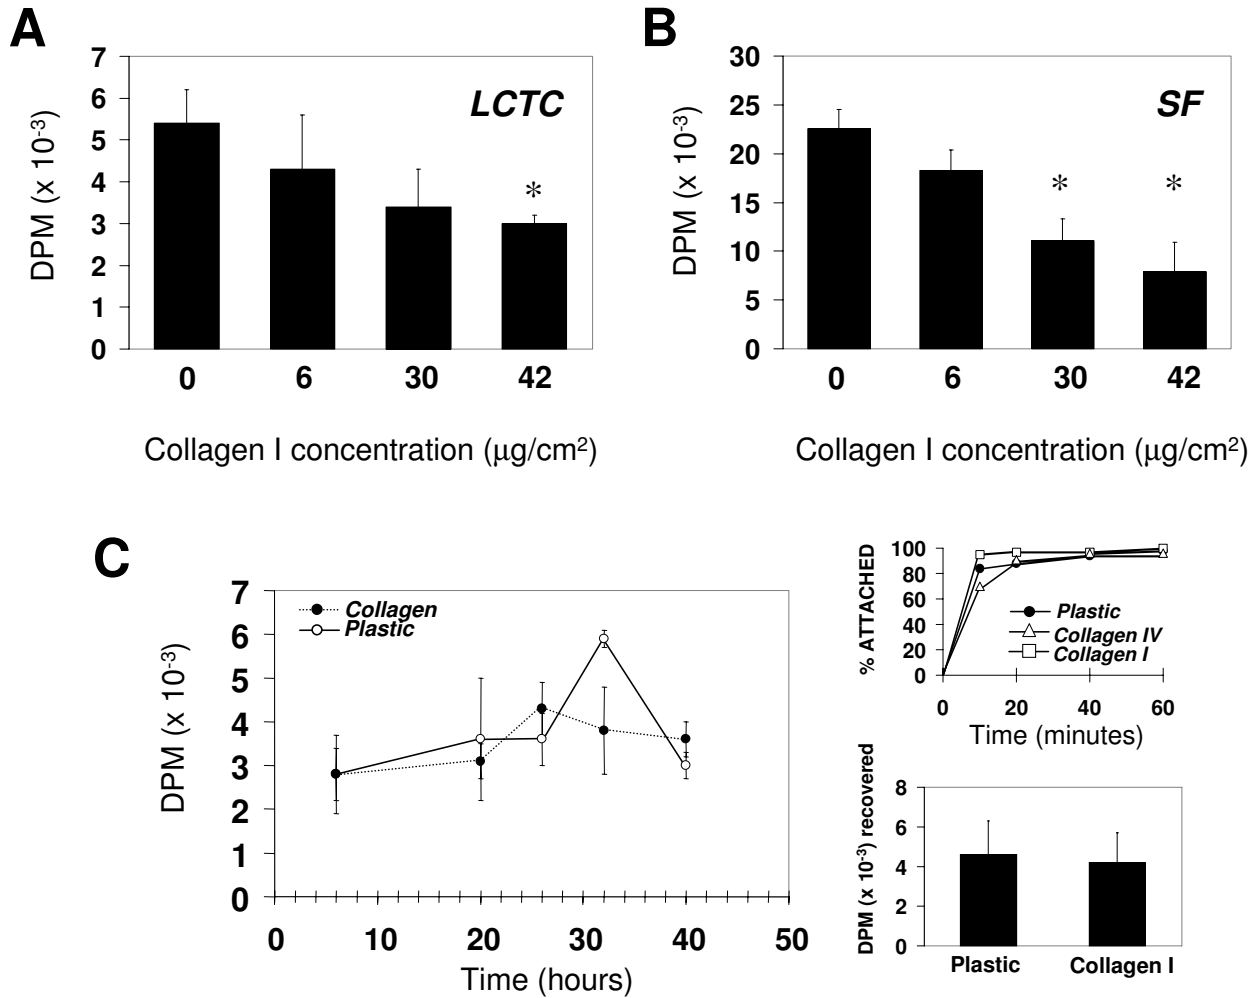 A
7
6
5
4
3
2
1
0
DPM (x 10-3)
LCTC
*
0 6 30 42
Collagen I concentration (μg/cm2)
B
30
25
20
15
10
5
0
DPM (x 10-3)
SF
* *
0 6 30 42
Collagen I concentration (μg/cm2)
C
7
6
5
4
3
2
1
0
DPM (x 10-3)
Collagen
Plastic
0 10 20 30 40 50
Time (hours)
100
80
60
40
20
0
% ATTACHED
Plastic
Collagen IV
Collagen I
0 20 40 60
Time (minutes)
8
6
4
2
0
DPM (x 10-3) recovered
Plastic Collagen I